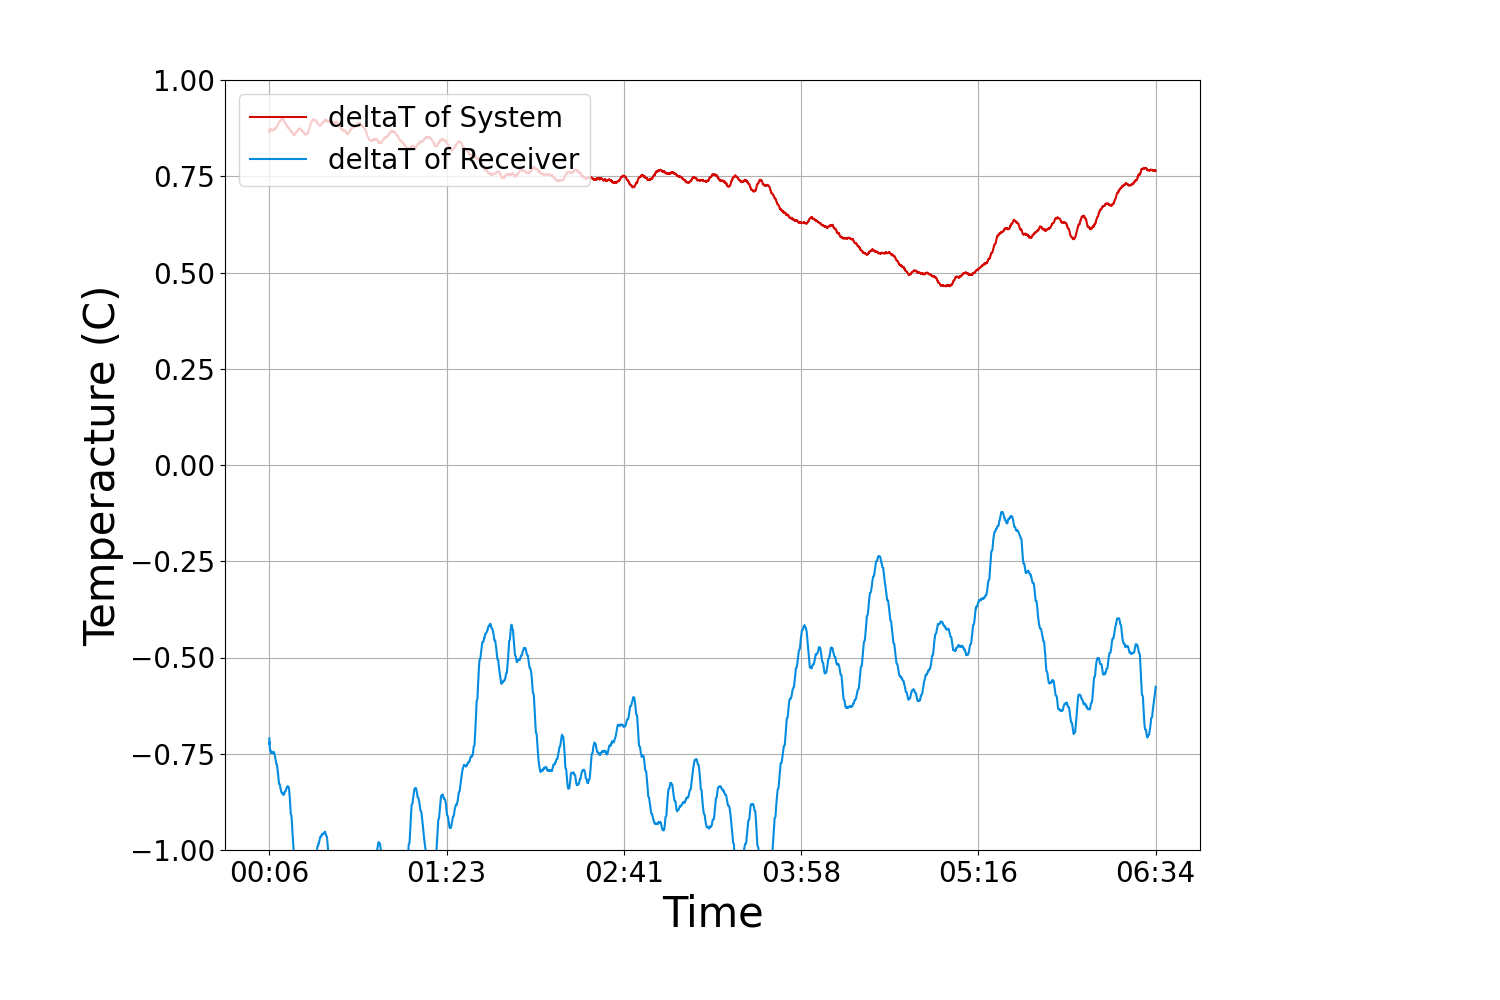 deltaT of System
deltaT of Receiver
1.00
0.75
0.50
0.25
0.00
−0.25
−0.50
−0.75
−1.00
Temperacture (C)
00:06 01:23 02:41 03:58 05:16 06:34
Time